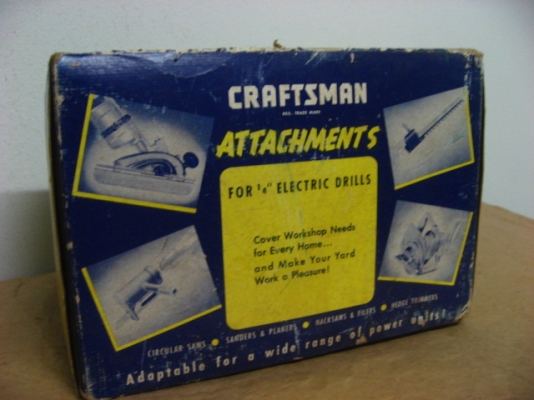 CRAFTSMAN
REG. TRADE MARK
ATTACHMENTS
FOR 1/4" ELECTRIC DRILLS
Cover Workshop Needs
for Every Home...
and Make Your Yard
Work a Pleasure!
CIRCULAR SAWS • SANDERS & PLANERS • HACKSAWS & FILERS • HEDGE TRIMMERS
Adaptable for a wide range of power units!